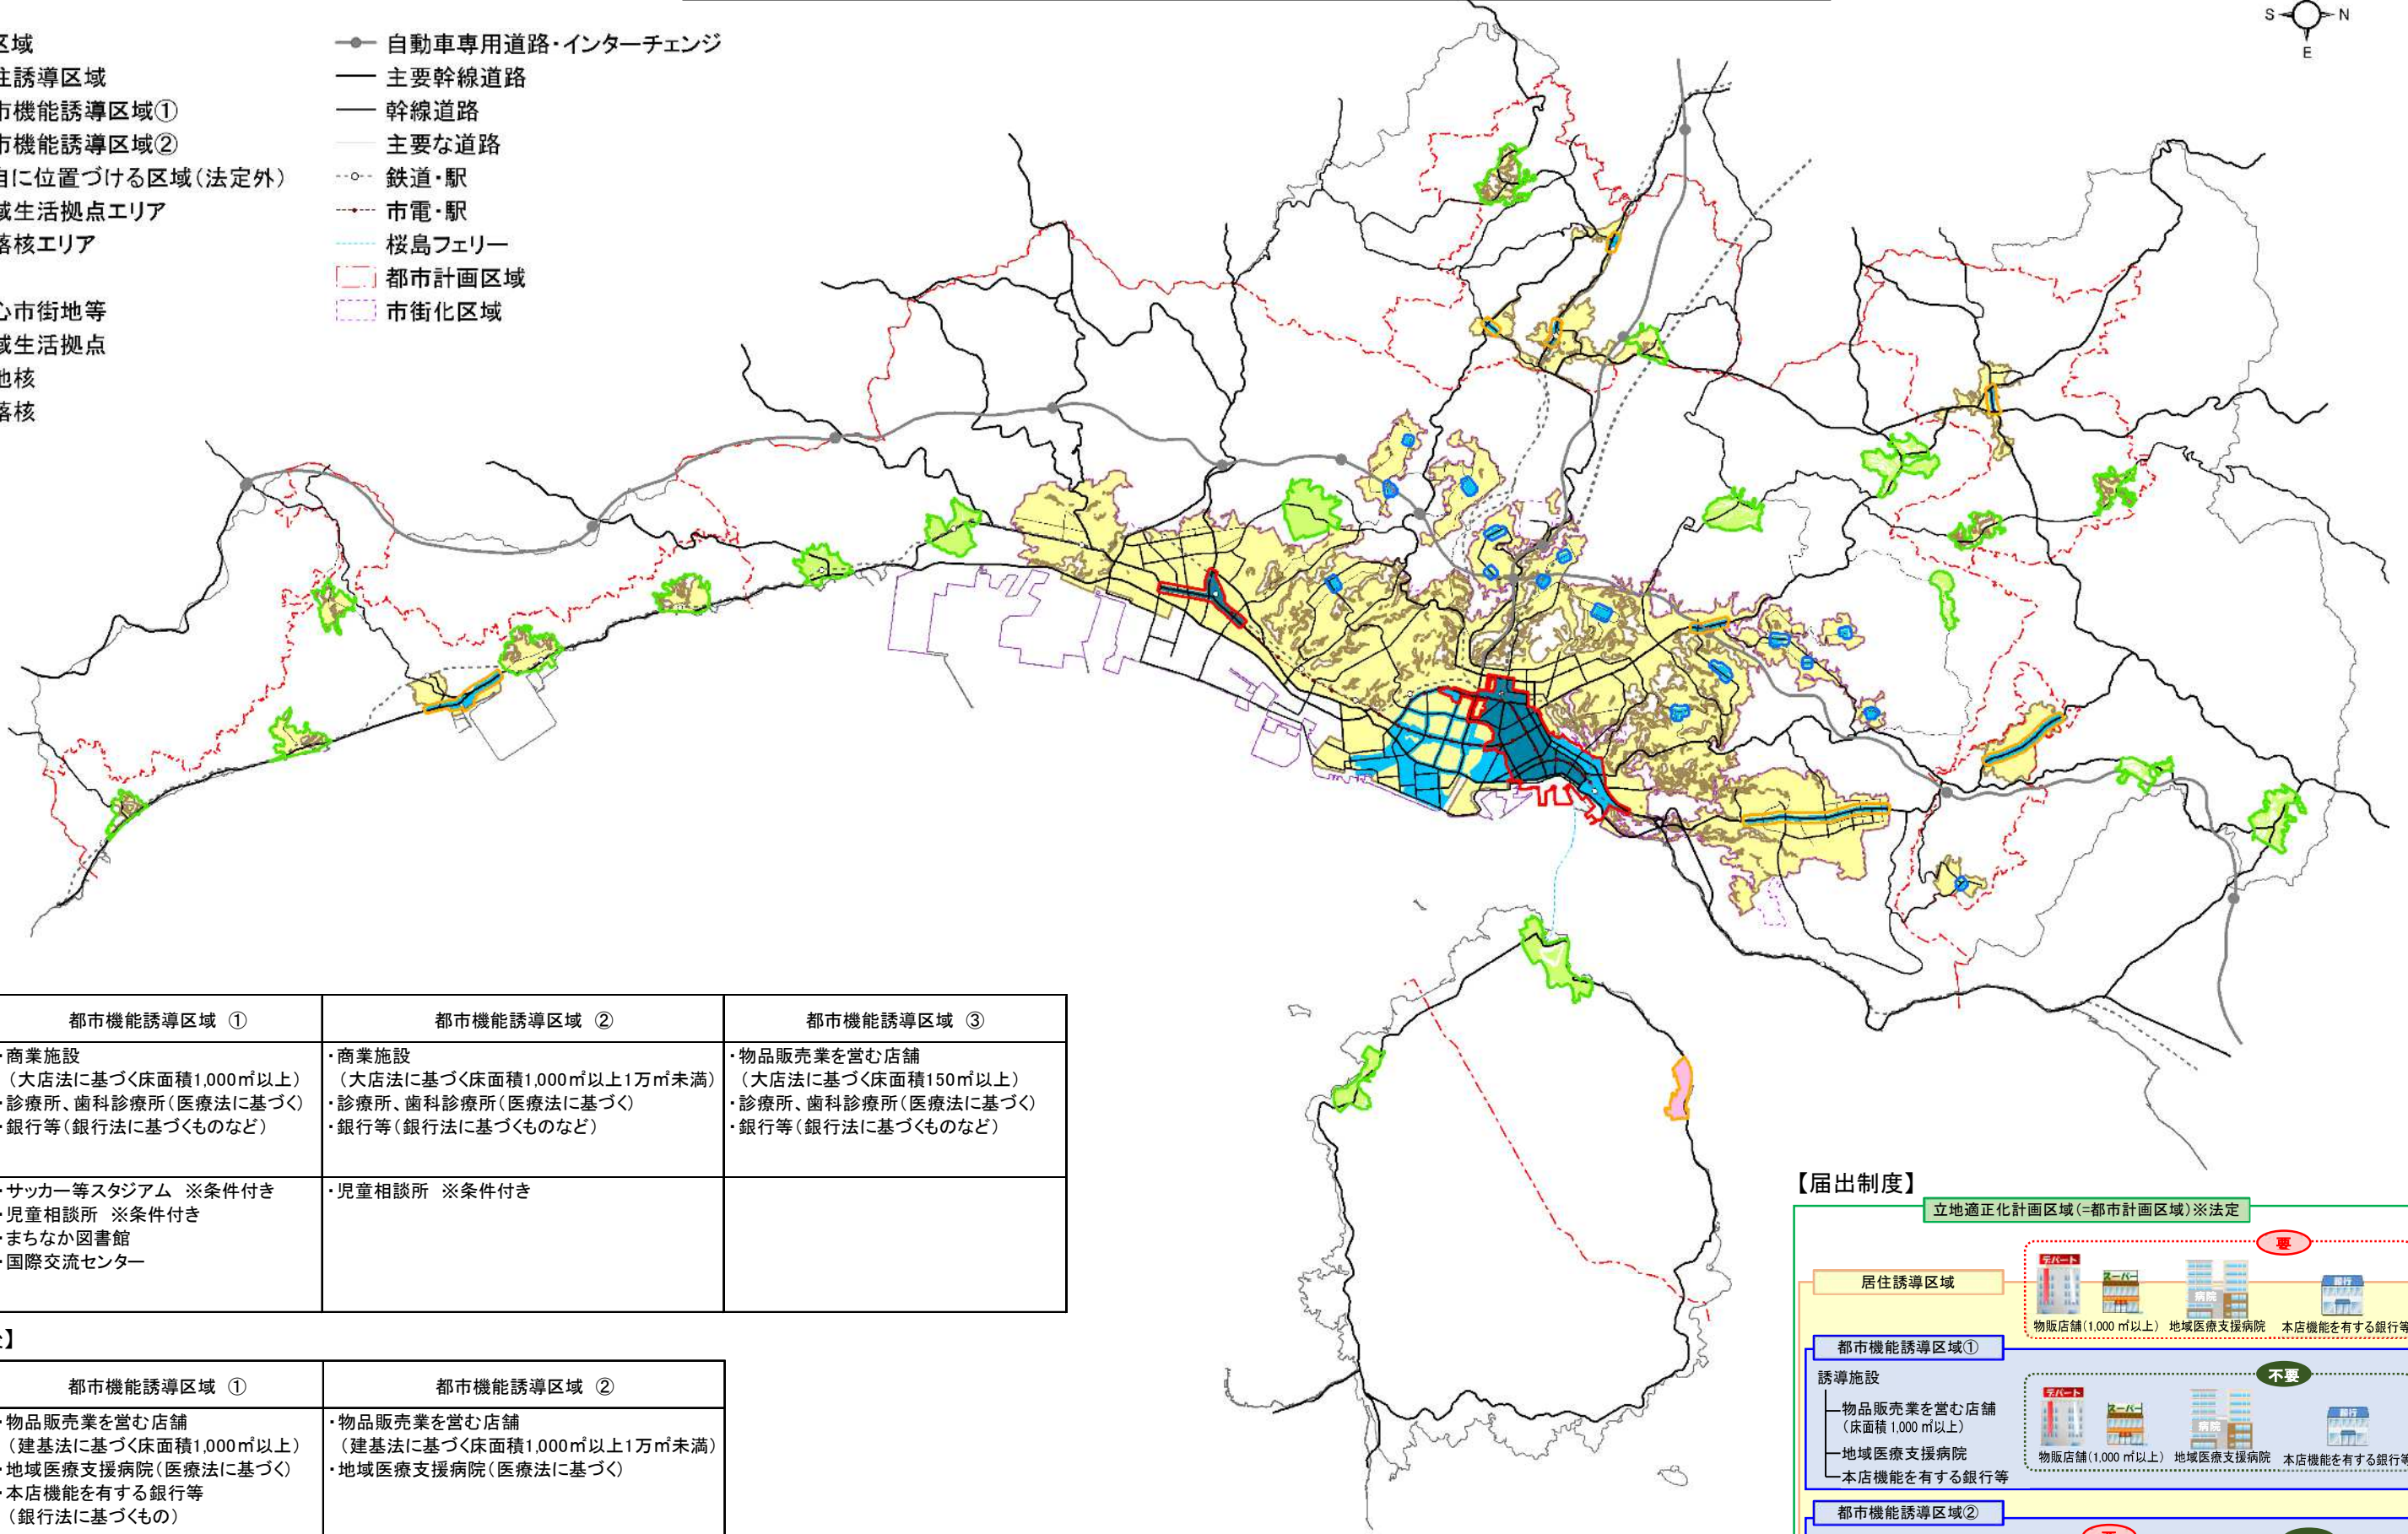 区域
住誘導区域
市機能誘導区域①
市機能誘導区域②
自に位置づける区域(法定外)
域生活拠点エリア
落核エリア
心市街地等
域生活拠点
地核
落核
自動車専用道路・インターチェンジ
主要幹線道路
幹線道路
主要な道路
鉄道・駅
市電・駅
桜島フェリー
都市計画区域
市街化区域
S N
E
都市機能誘導区域 ①
都市機能誘導区域 ②
都市機能誘導区域 ③
・商業施設
(大店法に基づく床面積1,000㎡以上)
・診療所、歯科診療所(医療法に基づく)
・銀行等(銀行法に基づくものなど)
・商業施設
(大店法に基づく床面積1,000㎡以上1万㎡未満)
・診療所、歯科診療所(医療法に基づく)
・銀行等(銀行法に基づくものなど)
・物品販売業を営む店舗
(大店法に基づく床面積150㎡以上)
・診療所、歯科診療所(医療法に基づく)
・銀行等(銀行法に基づくものなど)
・サッカー等スタジアム ※条件付き
・児童相談所 ※条件付き
・まちなか図書館
・国際交流センター
・児童相談所 ※条件付き
】
都市機能誘導区域 ①
都市機能誘導区域 ②
・物品販売業を営む店舗
(建基法に基づく床面積1,000㎡以上)
・地域医療支援病院(医療法に基づく)
・本店機能を有する銀行等
(銀行法に基づくもの)
・物品販売業を営む店舗
(建基法に基づく床面積1,000㎡以上1万㎡未満)
・地域医療支援病院(医療法に基づく)
【届出制度】
立地適正化計画区域(=都市計画区域)※法定
要
居住誘導区域
デパート
スーパー
病院
銀行
物販店舗(1,000㎡以上) 地域医療支援病院 本店機能を有する銀行等
都市機能誘導区域①
誘導施設
不要
物品販売業を営む店舗
(床面積 1,000㎡以上)
地域医療支援病院
本店機能を有する銀行等
デパート
スーパー
病院
銀行
物販店舗(1,000㎡以上) 地域医療支援病院 本店機能を有する銀行等
都市機能誘導区域②